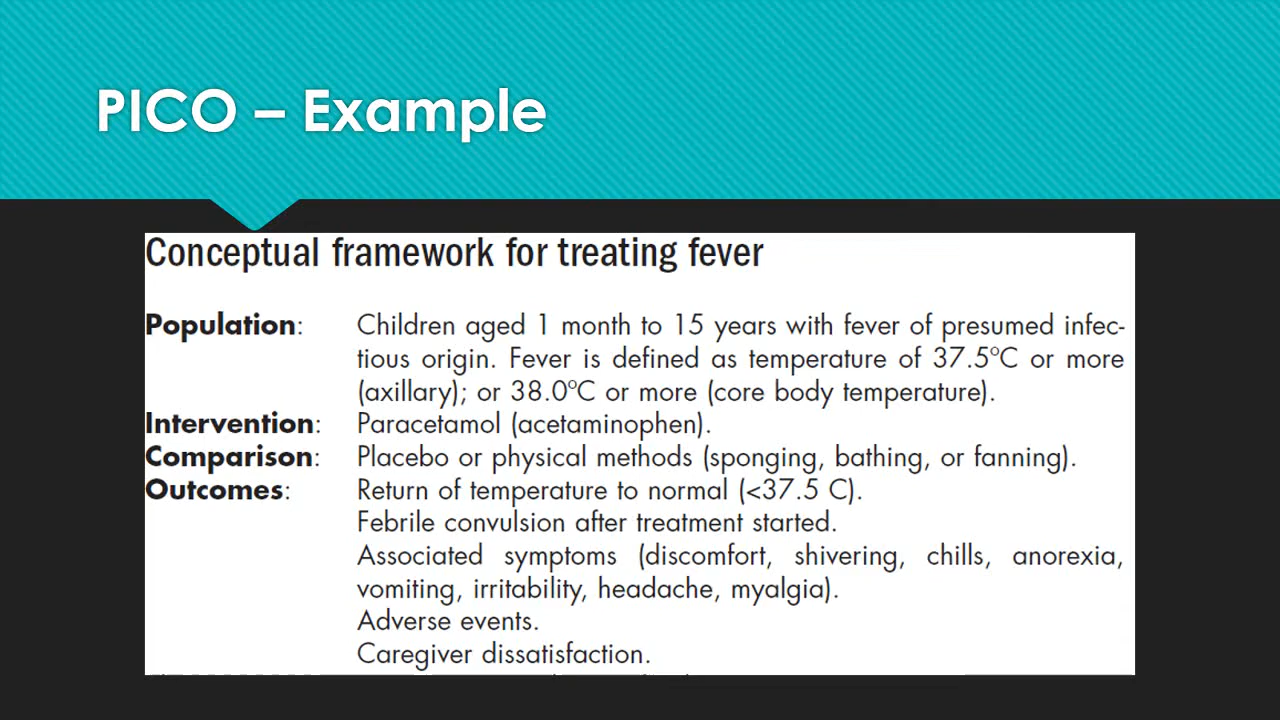 PICO – Example
Conceptual framework for treating fever
Population: Children aged 1 month to 15 years with fever of presumed infec-
tious origin. Fever is defined as temperature of 37.5ºC or more
(axillary); or 38.0ºC or more (core body temperature).
Intervention: Paracetamol (acetaminophen).
Comparison: Placebo or physical methods (sponging, bathing, or fanning).
Outcomes: Return of temperature to normal (<37.5 C).
Febrile convulsion after treatment started.
Associated symptoms (discomfort, shivering, chills, anorexia,
vomiting, irritability, headache, myalgia).
Adverse events.
Caregiver dissatisfaction.